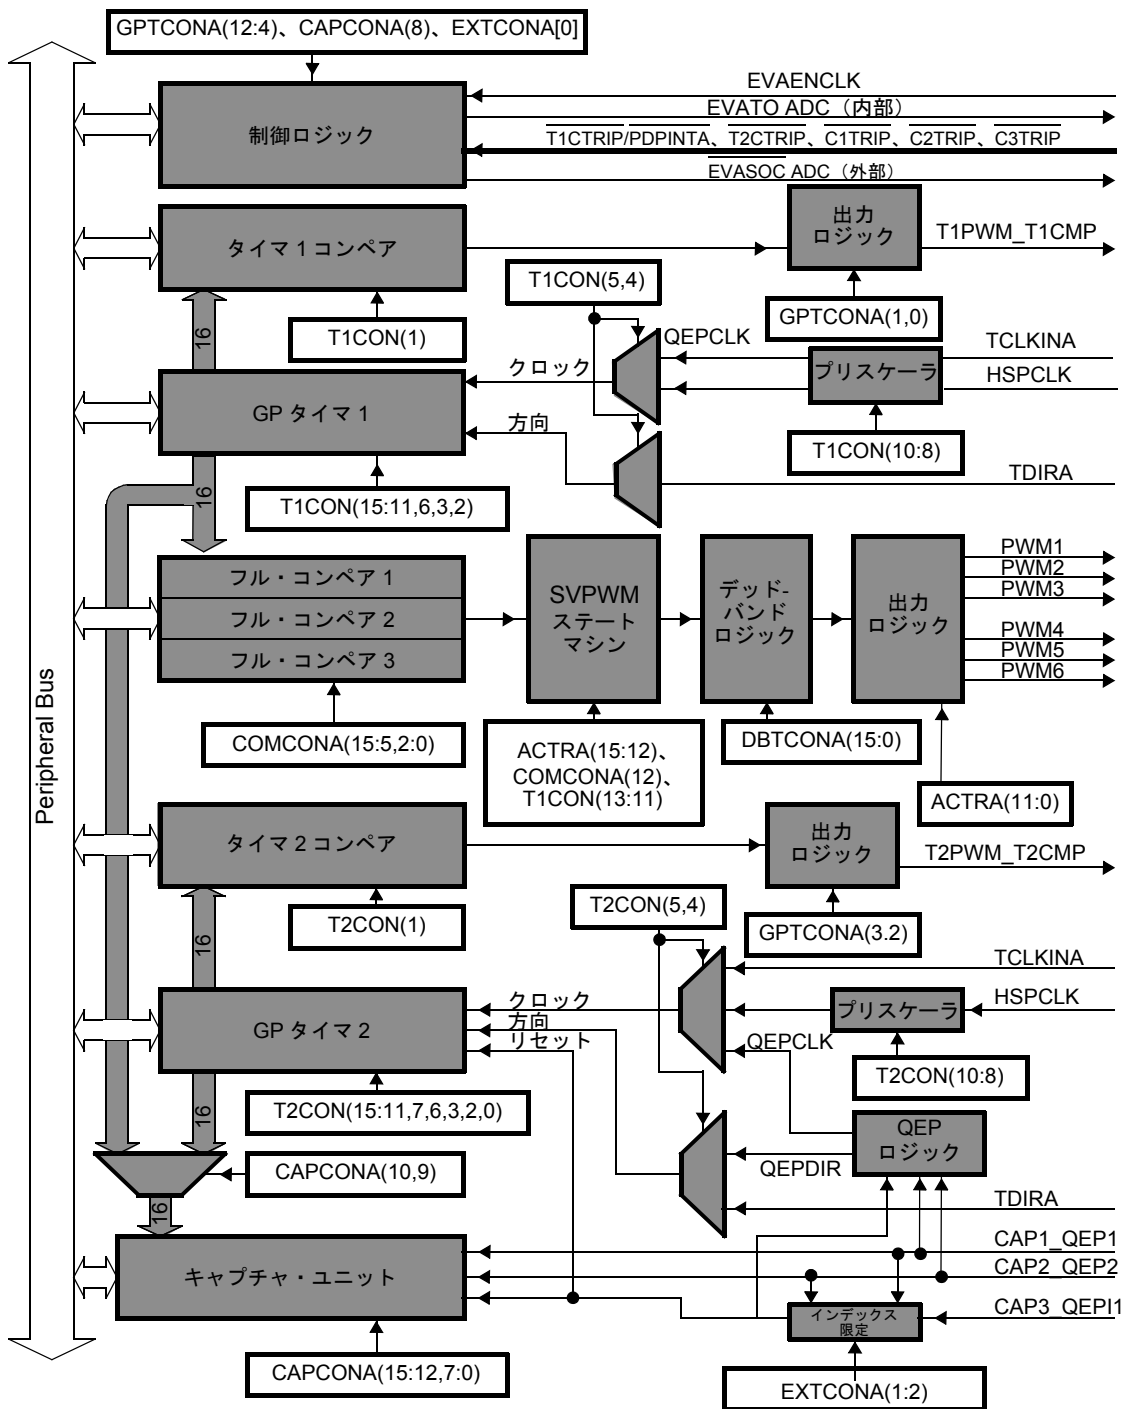 GPTCONA(12:4)、CAPCONA(8)、EXTCONA[0]
制御ロジック
EVAENCLK
EVATO ADC（内部）
T1CTRIP/PDPINTA、T2CTRIP、C1TRIP、C2TRIP、C3TRIP
EVASOC ADC（外部）
タイマ 1 コンペア
出力
ロジック
T1PWM_T1CMP
T1CON(5,4)
GPTCONA(1,0)
16
T1CON(1)
QEPCLK
TCLKINA
クロック
プリスケーラ
HSPCLK
GP タイマ 1
方向
T1CON(10:8)
TDIRA
16
T1CON(15:11,6,3,2)
フル・コンペア 1
フル・コンペア 2
フル・コンペア 3
SVPWM
ステート
マシン
デッド-
バンド
ロジック
出力
ロジック
PWM1
PWM2
PWM3
PWM4
PWM5
PWM6
Peripheral Bus
COMCONA(15:5,2:0)
ACTRA(15:12)、
COMCONA(12)、
T1CON(13:11)
DBTCONA(15:0)
ACTRA(11:0)
タイマ 2 コンペア
出力
ロジック
T2PWM_T2CMP
T2CON(5,4)
T2CON(1)
GPTCONA(3.2)
16
TCLKINA
クロック
プリスケーラ
HSPCLK
GP タイマ 2
方向
リセット
QEPCLK
T2CON(10:8)
T2CON(15:11,7,6,3,2,0)
16
QEP
ロジック
CAPCONA(10,9)
QEPDIR
TDIRA
16
CAP1_QEP1
キャプチャ・ユニット
CAP2_QEP2
インデックス
限定
CAP3_QEPI1
CAPCONA(15:12,7:0)
EXTCONA(1:2)